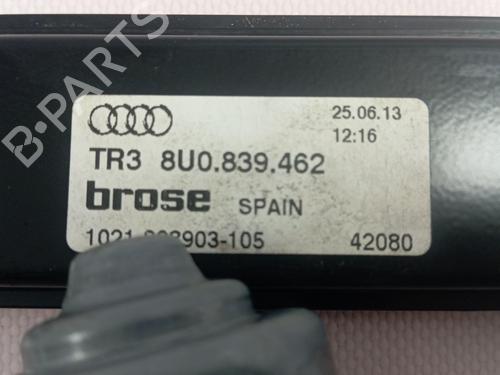 25.06.13
12:16
TR3 8U0.839.462
brose SPAIN
42080
B-PARTS